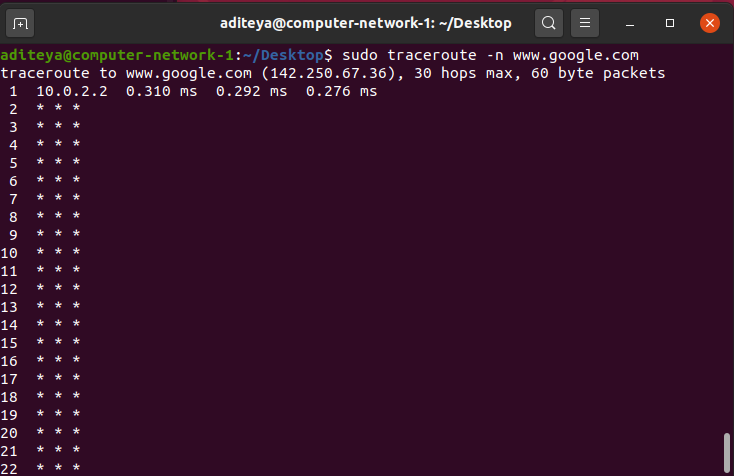 aditeya@computer-network-1: ~/Desktop
aditeya@computer-network-1:~/Desktop$ sudo traceroute -n www.google.com
traceroute to www.google.com (142.250.67.36), 30 hops max, 60 byte packets
 1  10.0.2.2  0.310 ms  0.292 ms  0.276 ms
 2  * * *
 3  * * *
 4  * * *
 5  * * *
 6  * * *
 7  * * *
 8  * * *
 9  * * *
10  * * *
11  * * *
12  * * *
13  * * *
14  * * *
15  * * *
16  * * *
17  * * *
18  * * *
19  * * *
20  * * *
21  * * *
22  * * *